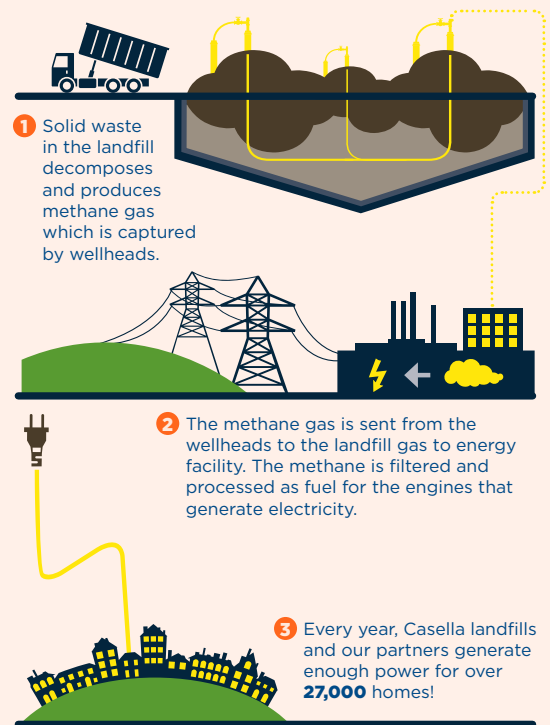 1 Solid waste
in the landfill
decomposes
and produces
methane gas
which is captured
by wellheads.
2 The methane gas is sent from the
wellheads to the landfill gas to energy
facility. The methane is filtered and
processed as fuel for the engines that
generate electricity.
3 Every year, Casella landfills
and our partners generate
enough power for over
27,000 homes!